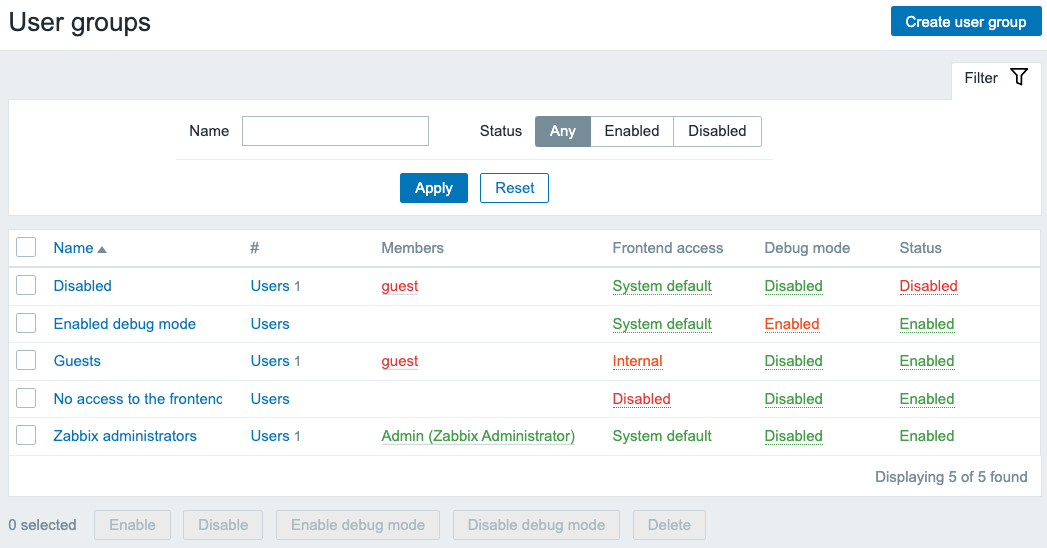 User groups Create user group
Filter
Name Status Any Enabled Disabled
Apply Reset
Name # Members Frontend access Debug mode Status
Disabled Users 1 guest System default Disabled Disabled
Enabled debug mode Users System default Enabled Enabled
Guests Users 1 guest Internal Disabled Enabled
No access to the frontend Users Disabled Disabled Enabled
Zabbix administrators Users 1 Admin (Zabbix Administrator) System default Disabled Enabled
Displaying 5 of 5 found
0 selected Enable Disable Enable debug mode Disable debug mode Delete